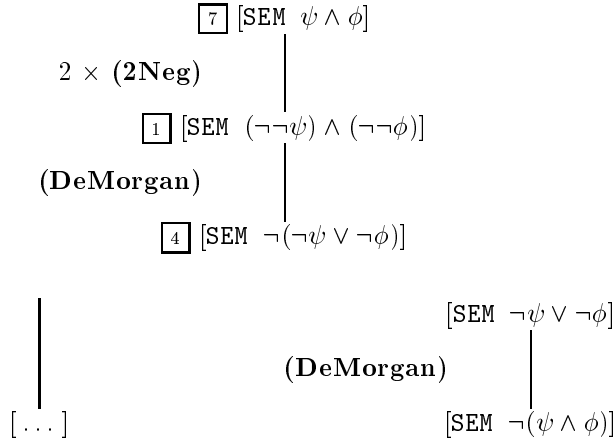 7 [SEM ψ ∧ φ]
2 × (2Neg)
1 [SEM (¬¬ψ) ∧ (¬¬φ)]
(DeMorgan)
4 [SEM ¬(¬ψ ∨ ¬φ)]
[SEM ¬ψ ∨ ¬φ]
(DeMorgan)
[ . . . ] [SEM ¬(ψ ∧ φ)]